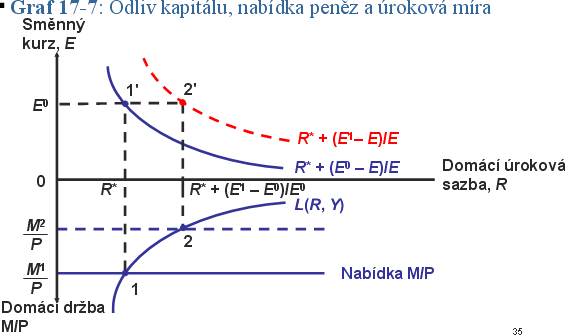 ▪ Graf 17-7: Odliv kapitálu, nabídka peněz a úroková míra
Směnný
kurz, E
1'
2'
E⁰
R* + (E¹ – E)/E
R* + (E⁰ – E)/E
Domácí úroková
sazba, R
0
R*
R* + (E¹ – E⁰)/E⁰
L(R, Y)
M²
P
2
M¹
P
Nabídka M/P
1
Domácí držba
M/P
35